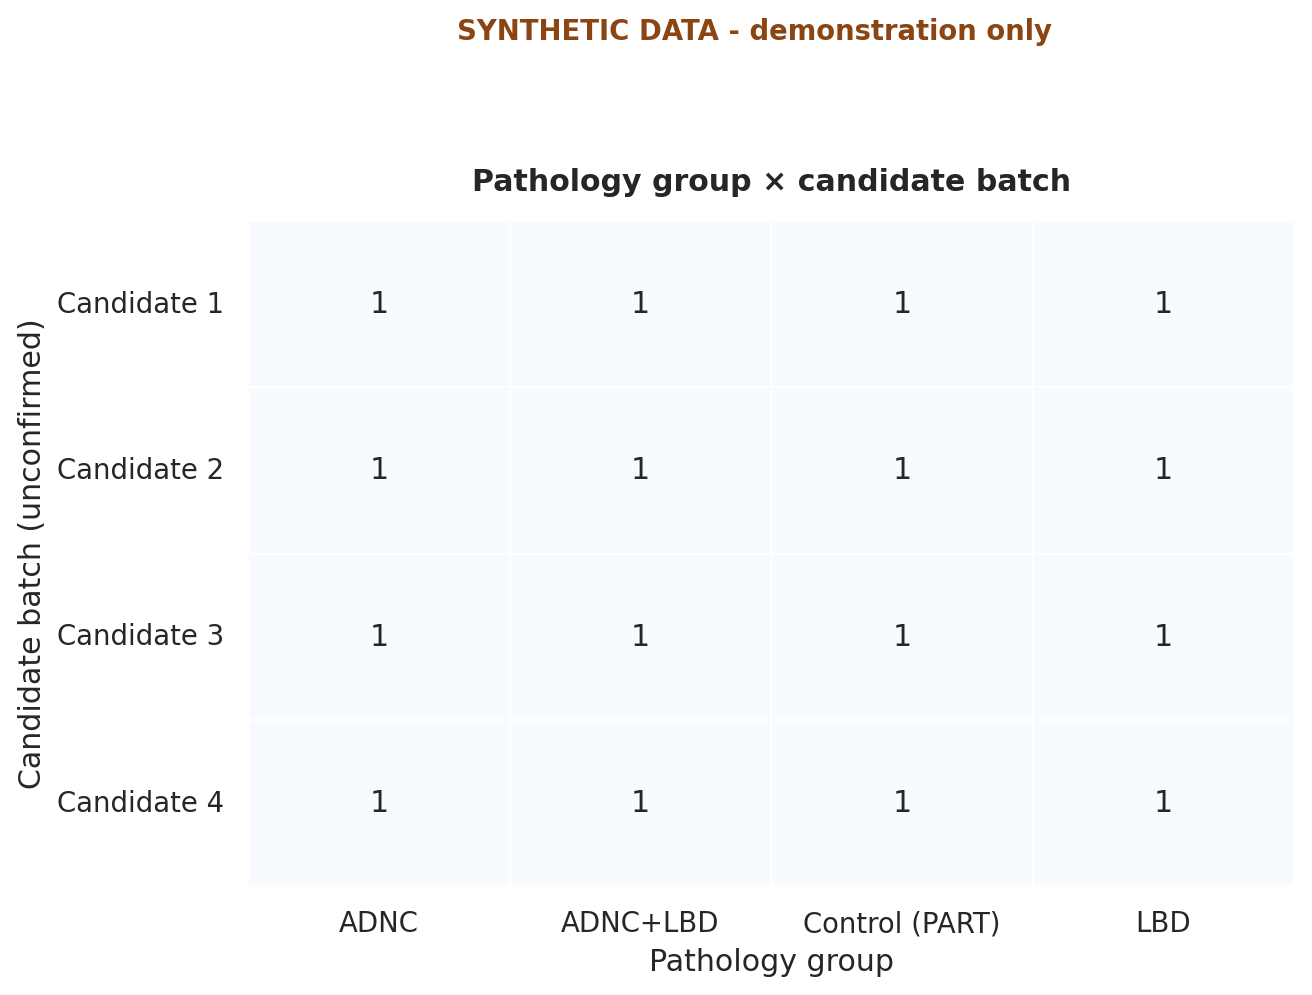 SYNTHETIC DATA - demonstration only
Pathology group × candidate batch
Candidate batch (unconfirmed)
Candidate 1 1 1 1 1
Candidate 2 1 1 1 1
Candidate 3 1 1 1 1
Candidate 4 1 1 1 1
ADNC ADNC+LBD Control (PART) LBD
Pathology group